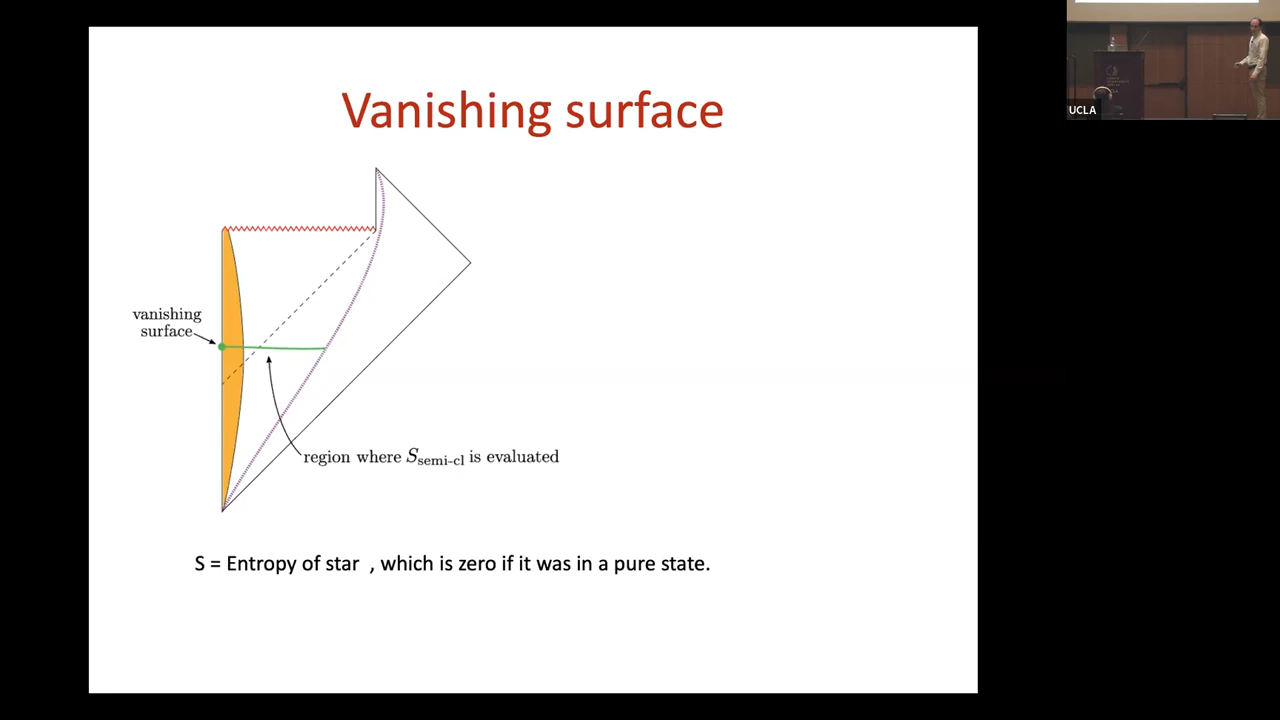 Vanishing surface
vanishing
surface
region where S_semi-cl is evaluated
S = Entropy of star , which is zero if it was in a pure state.
UCLA